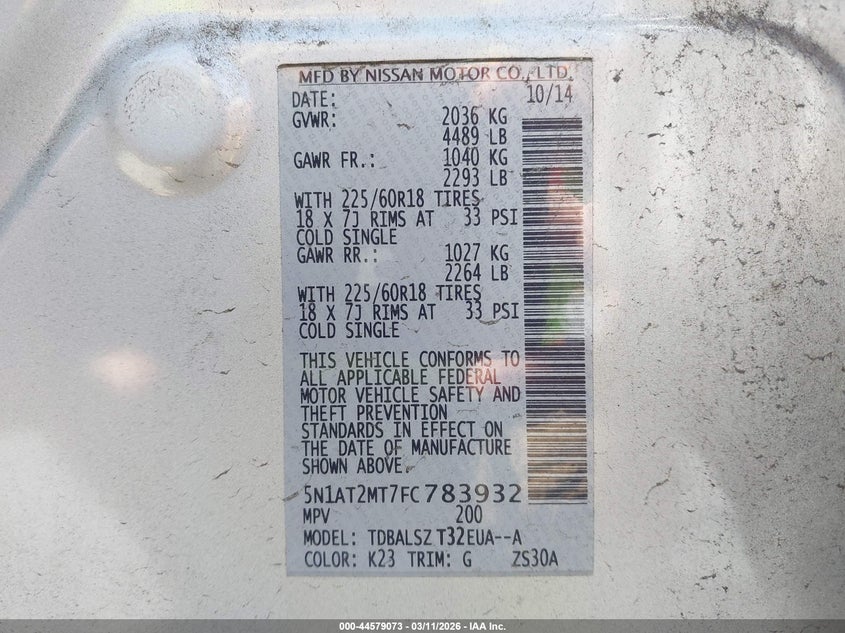 MFD BY NISSAN MOTOR CO., LTD.
DATE: 10/14
GVWR: 2036 KG
4489 LB
GAWR FR.: 1040 KG
2293 LB
WITH 225/60R18 TIRES
18 X 7J RIMS AT 33 PSI
COLD SINGLE
GAWR RR.: 1027 KG
2264 LB
WITH 225/60R18 TIRES
18 X 7J RIMS AT 33 PSI
COLD SINGLE
THIS VEHICLE CONFORMS TO
ALL APPLICABLE FEDERAL
MOTOR VEHICLE SAFETY AND
THEFT PREVENTION
STANDARDS IN EFFECT ON
THE DATE OF MANUFACTURE
SHOWN ABOVE.
5N1AT2MT7FC783932
MPV 200
MODEL: TDBALSZ T32EUA--A
COLOR: K23 TRIM: G ZS30A
000-44579073 - 03/11/2026 - IAA Inc.